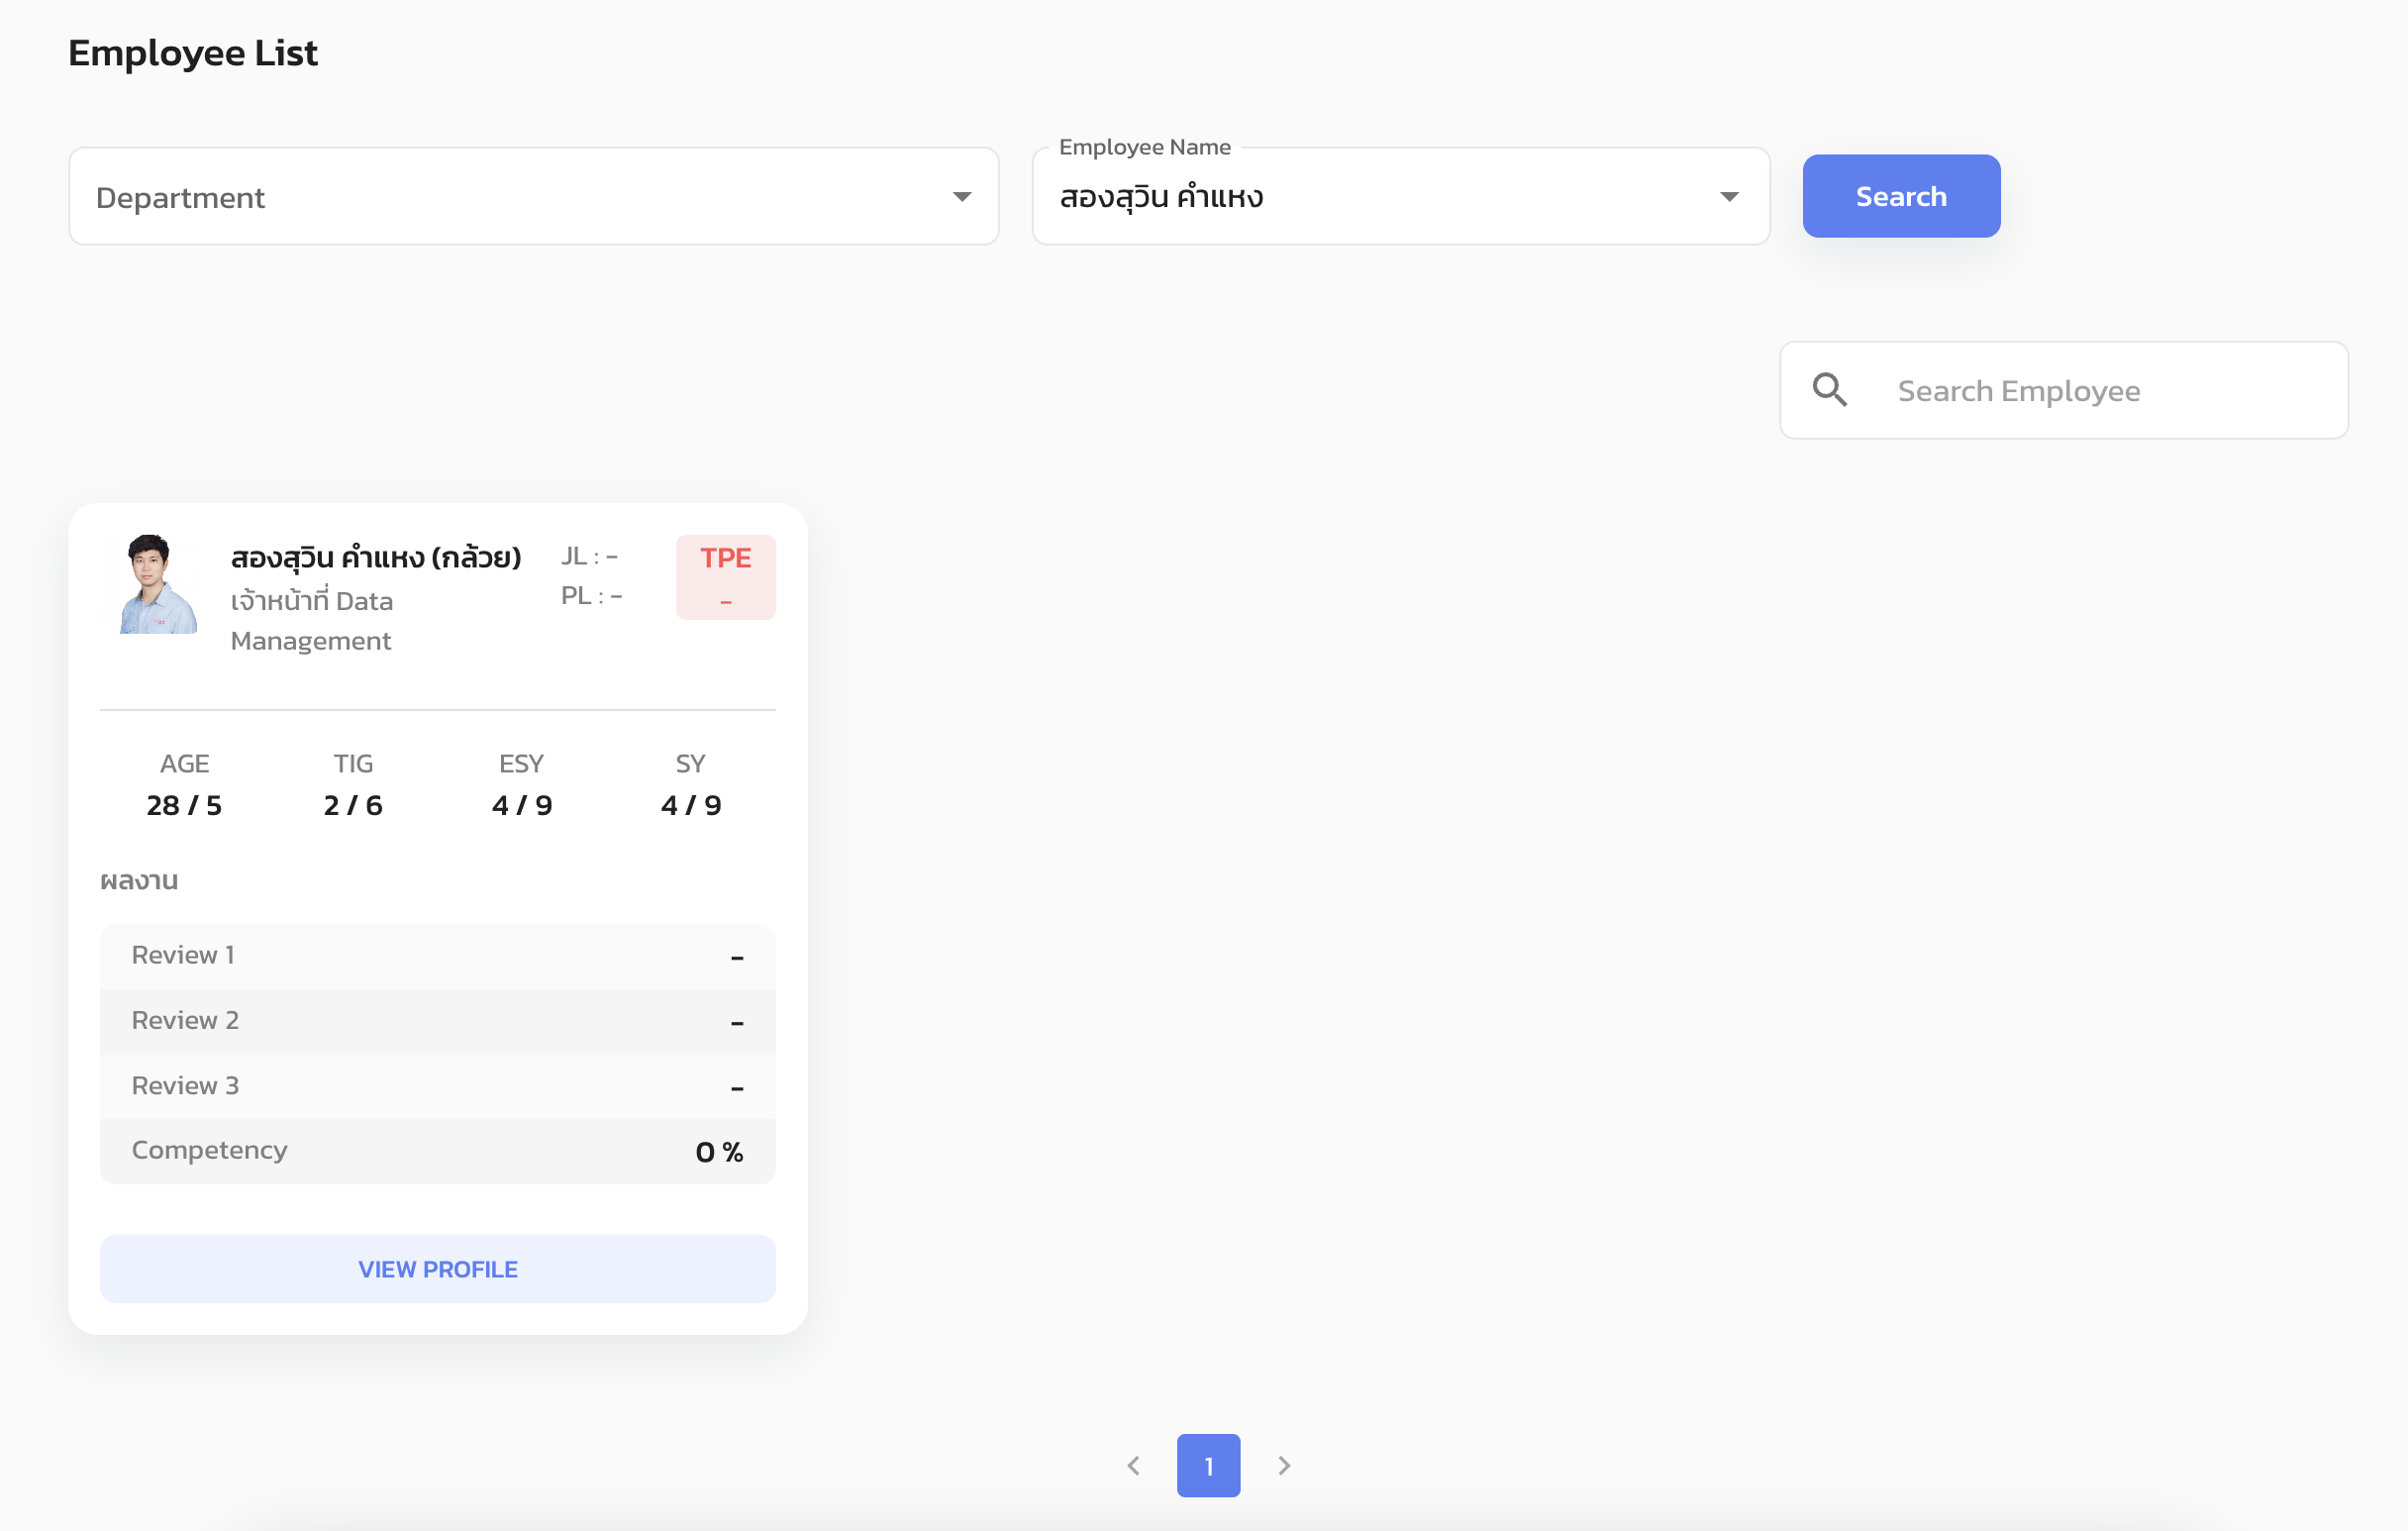 Employee List
Department
Employee Name
สองสุวิน คำแหง
Search
Search Employee
สองสุวิน คำแหง (กล้วย)
เจ้าหน้าที่ Data
Management
JL : -
PL : -
TPE
-
AGE TIG ESY SY
28 / 5 2 / 6 4 / 9 4 / 9
ผลงาน
Review 1 -
Review 2 -
Review 3 -
Competency 0 %
VIEW PROFILE
1